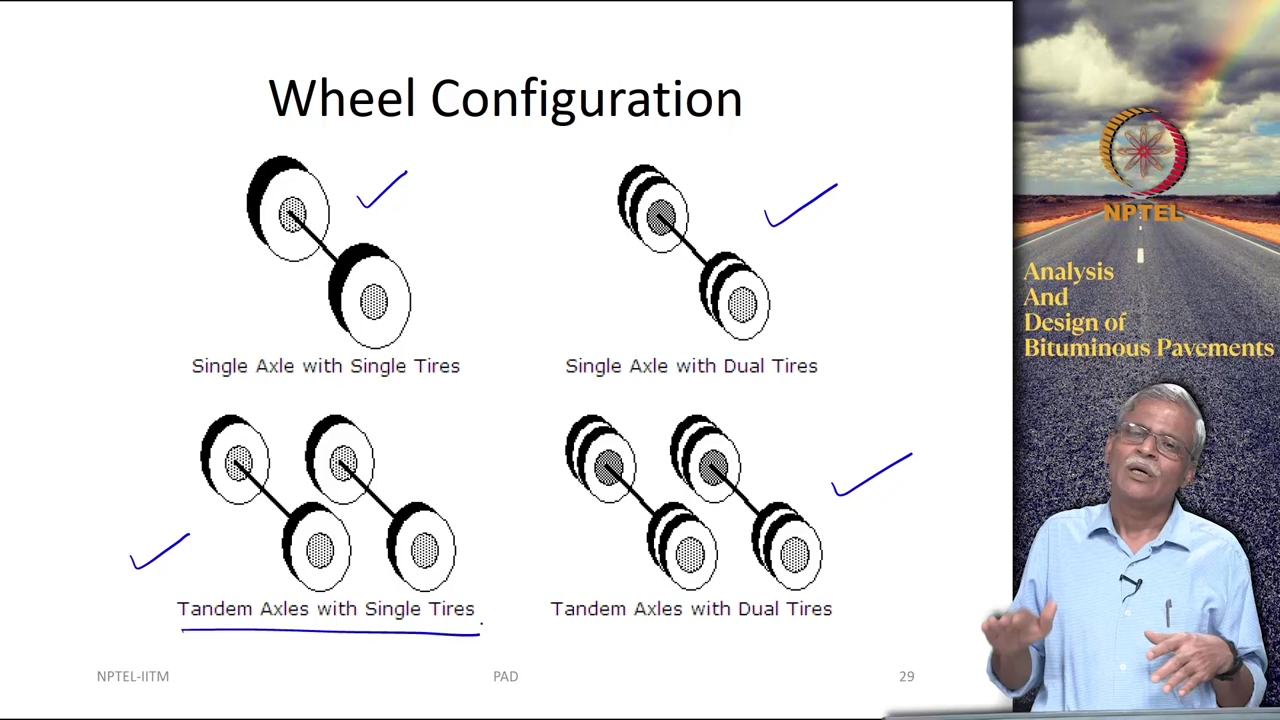 Wheel Configuration
Single Axle with Single Tires
Single Axle with Dual Tires
Tandem Axles with Single Tires
Tandem Axles with Dual Tires
NPTEL-IITM
PAD
29
NPTEL
Analysis
And
Design of
Bituminous Pavements